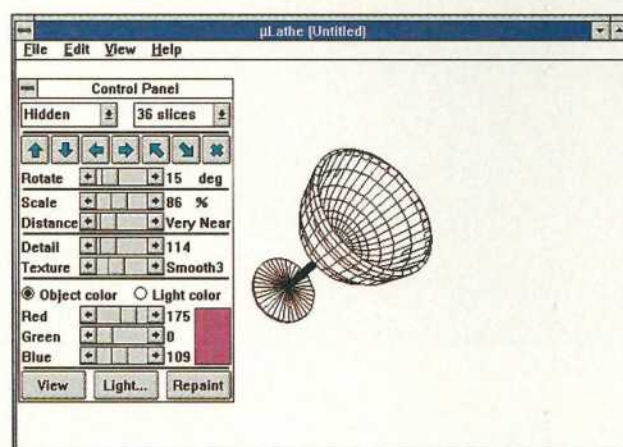 µLathe (Untitled)
File Edit View Help
Control Panel
Hidden 36 slices
Rotate 15 deg
Scale 86 %
Distance Very Near
Detail 114
Texture Smooth3
Object color Light color
Red 175
Green 0
Blue 109
View Light... Repaint